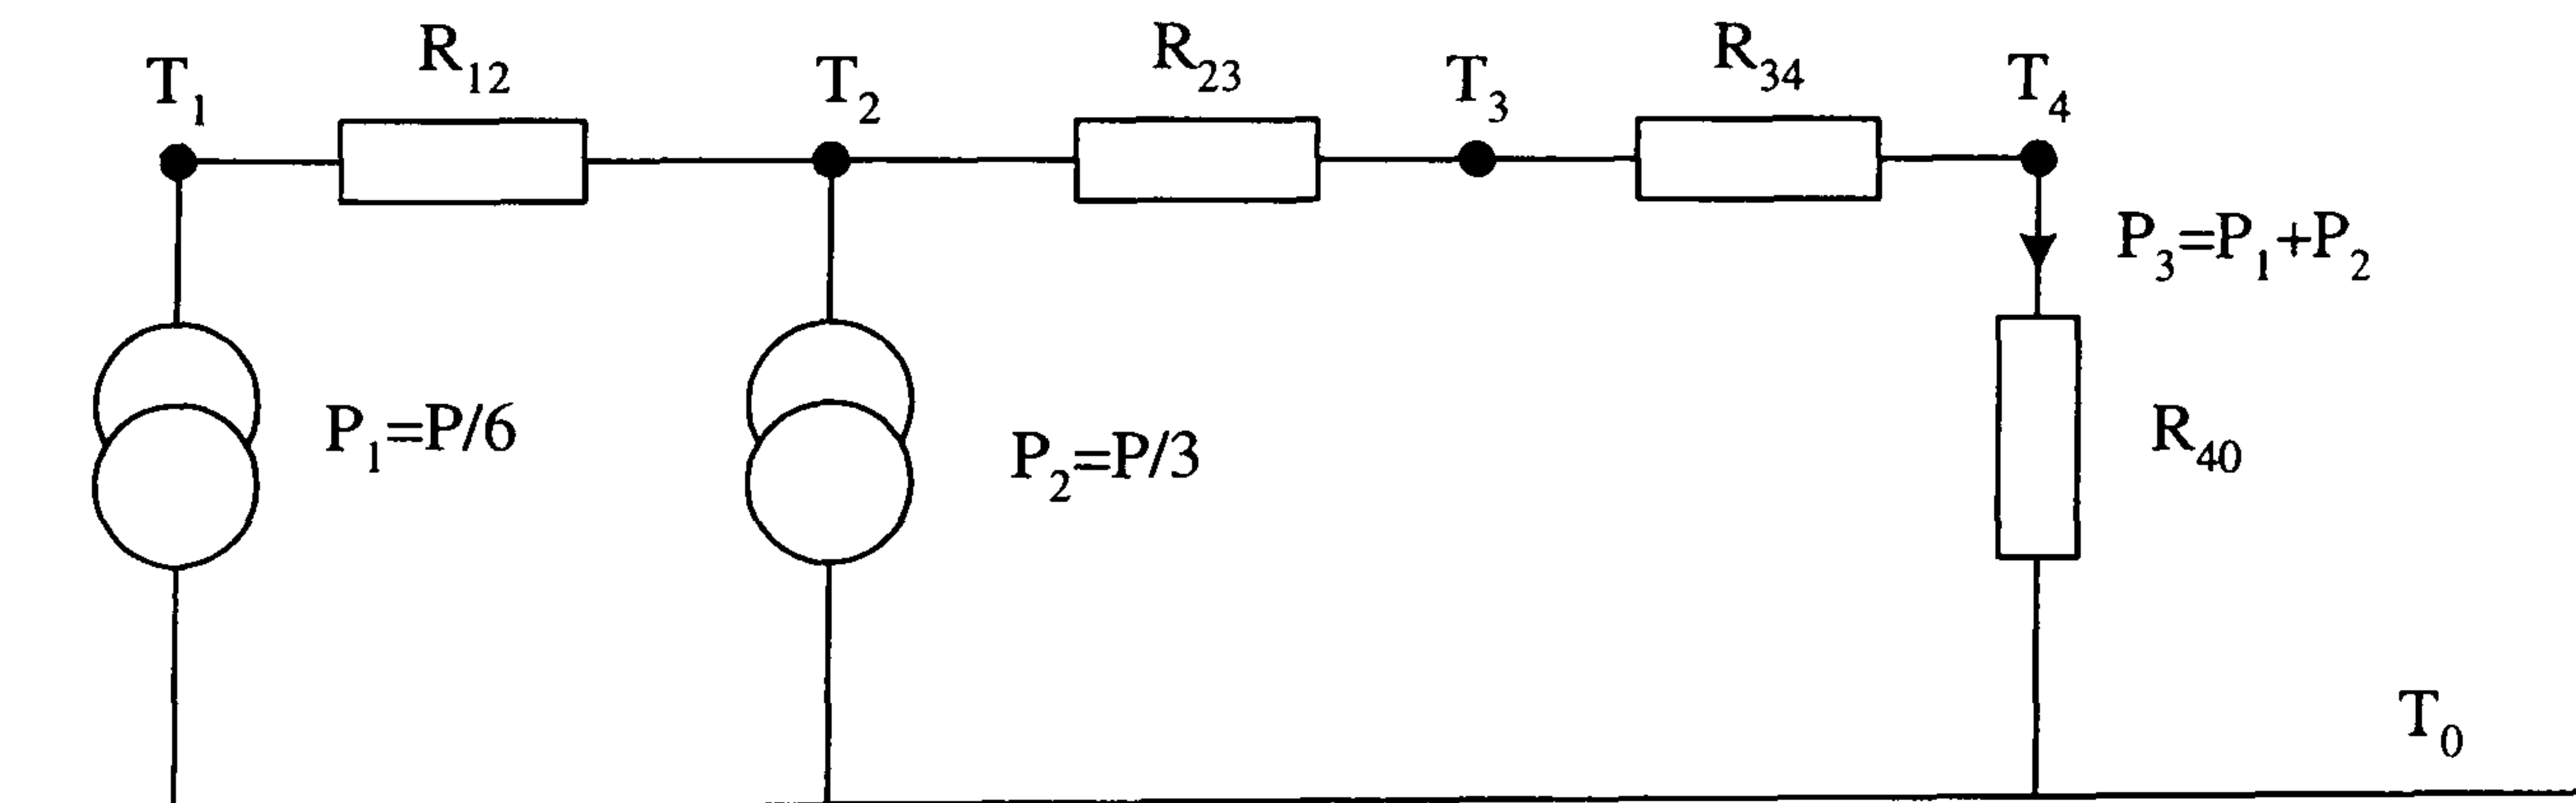 T₁
R₁₂
T₂
R₂₃
T₃
R₃₄
T₄
P₁=P/6
P₂=P/3
P₃=P₁+P₂
R₄₀
T₀